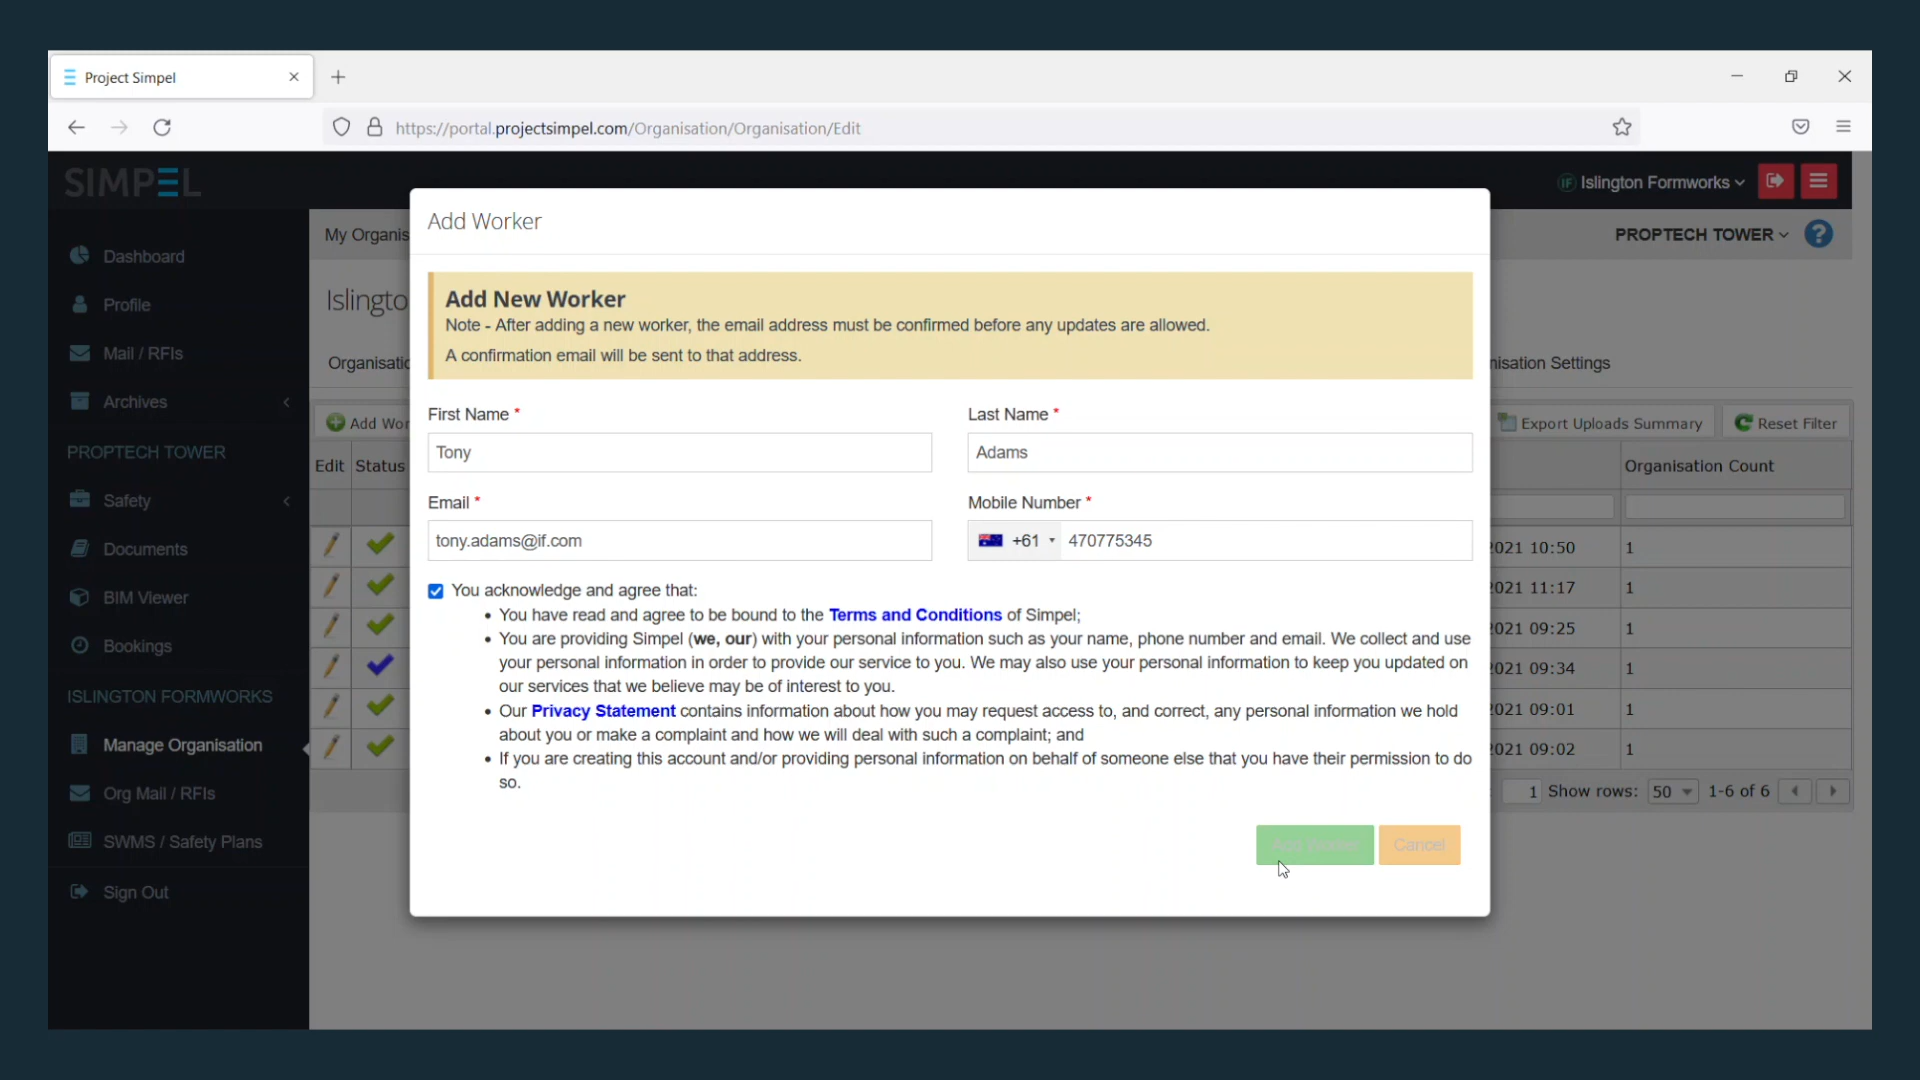 Project Simpel
https://portal.projectsimpel.com/Organisation/Organisation/Edit
SIMPEL
IF Islington Formworks
My Organis
PROPTECH TOWER
?
Dashboard
Profile
Mail / RFIs
Archives
PROPTECH TOWER
Safety
Documents
BIM Viewer
Bookings
ISLINGTON FORMWORKS
Manage Organisation
Org Mail / RFIs
SWMS / Safety Plans
Sign Out
Islingto
Organisatio
nisation Settings
Add Wor
Export Uploads Summary
Reset Filter
Edit
Status
Organisation Count
2021 10:50
1
2021 11:17
1
2021 09:25
1
2021 09:34
1
2021 09:01
1
2021 09:02
1
1 Show rows: 50 1-6 of 6
Add Worker
Add New Worker
Note - After adding a new worker, the email address must be confirmed before any updates are allowed.
A confirmation email will be sent to that address.
First Name *
Last Name *
Tony
Adams
Email *
Mobile Number *
tony.adams@if.com
+61 470775345
You acknowledge and agree that:
• You have read and agree to be bound to the Terms and Conditions of Simpel;
• You are providing Simpel (we, our) with your personal information such as your name, phone number and email. We collect and use
your personal information in order to provide our service to you. We may also use your personal information to keep you updated on
our services that we believe may be of interest to you.
• Our Privacy Statement contains information about how you may request access to, and correct, any personal information we hold
about you or make a complaint and how we will deal with such a complaint; and
• If you are creating this account and/or providing personal information on behalf of someone else that you have their permission to do
so.
Add Worker
Cancel